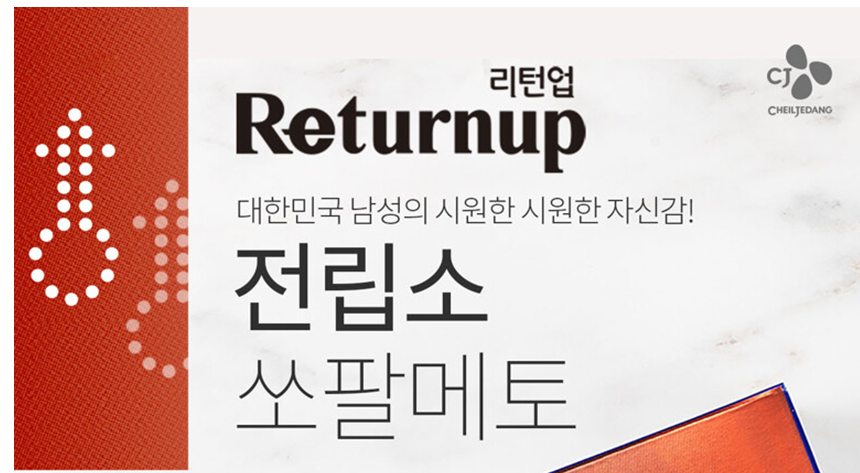 리턴업
Returnup
CJ
CHEILJEDANG
대한민국 남성의 시원한 시원한 자신감!
전립소
쏘팔메토